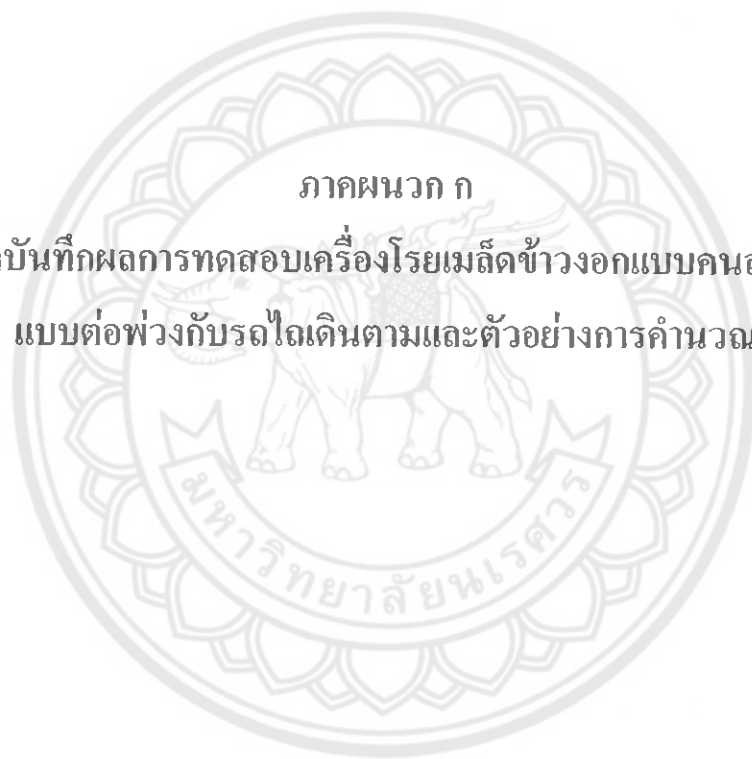 ภาคผนวก ก
บันทึกผลการทดสอบเครื่องโรยเมล็ดข้าวงอกแบบคน
แบบต่อพ่วงกับรถไถเดินตามและตัวอย่างการคำนวณ
มหาวิทยาลัยนเรศวร